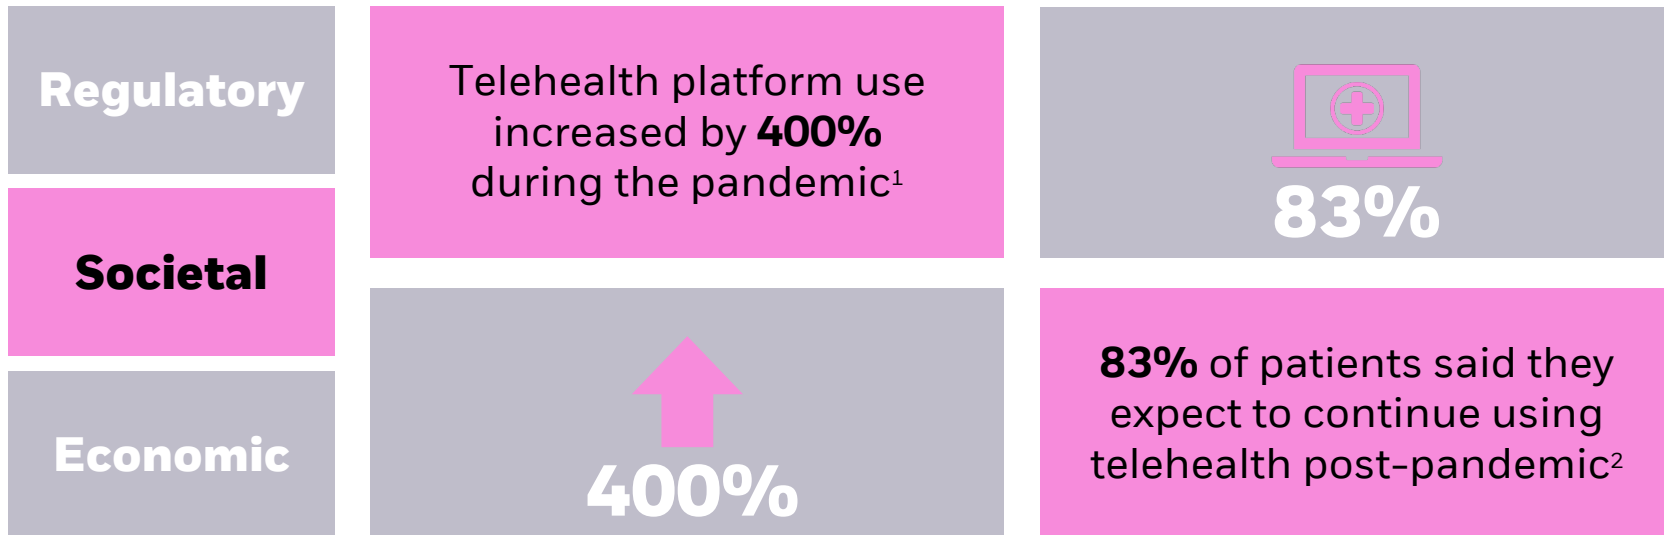 Regulatory
Societal
Economic
Telehealth platform use
increased by 400%
during the pandemic¹
400%
83%
83% of patients said they
expect to continue using
telehealth post-pandemic²